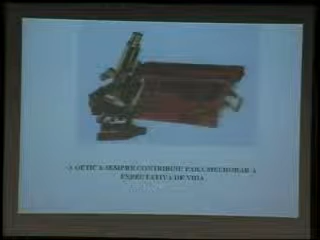 -A OPTICA SEMPRE CONTRIBUIU PARA MELHORAR A
EXPECTATIVA DE VIDA